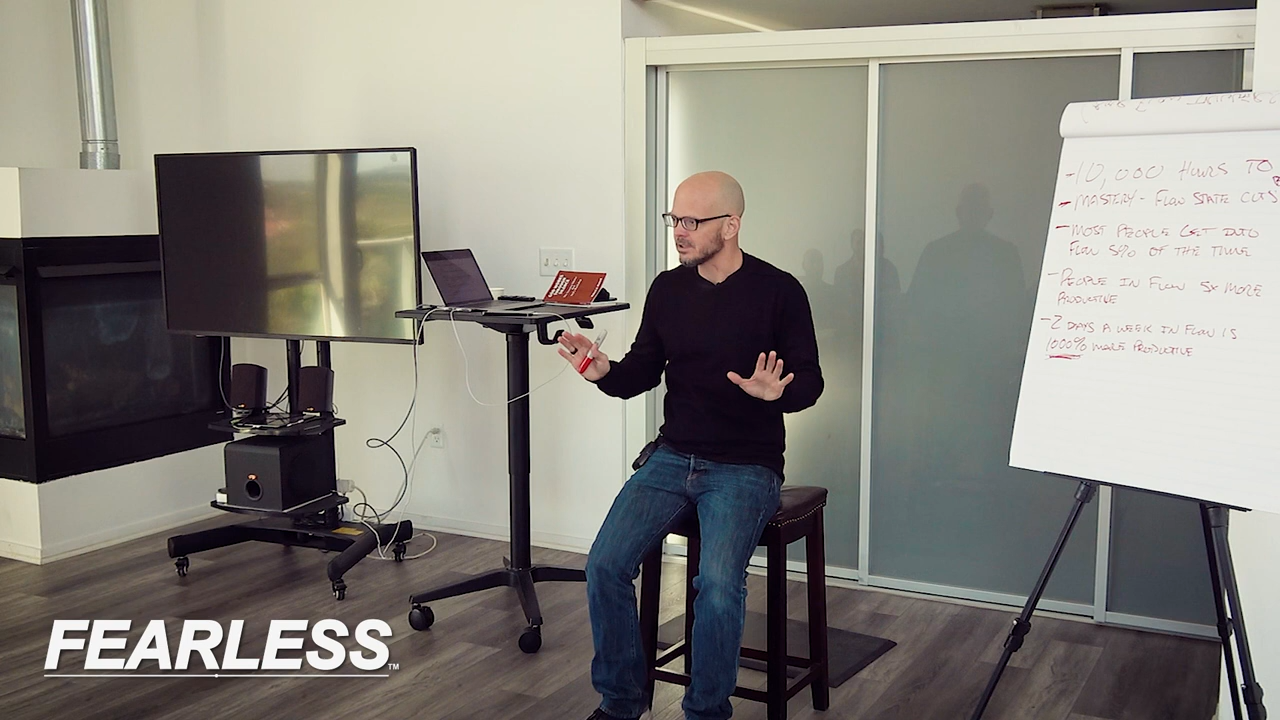 - 10,000 HOURS TO
- MASTERY - FLOW STATE CUTS
- MOST PEOPLE GET INTO
FLOW 5% OF THE TIME
- PEOPLE IN FLOW 5X MORE
PRODUCTIVE
- 2 DAYS A WEEK IN FLOW IS
1000% MORE PRODUCTIVE
FEARLESS™